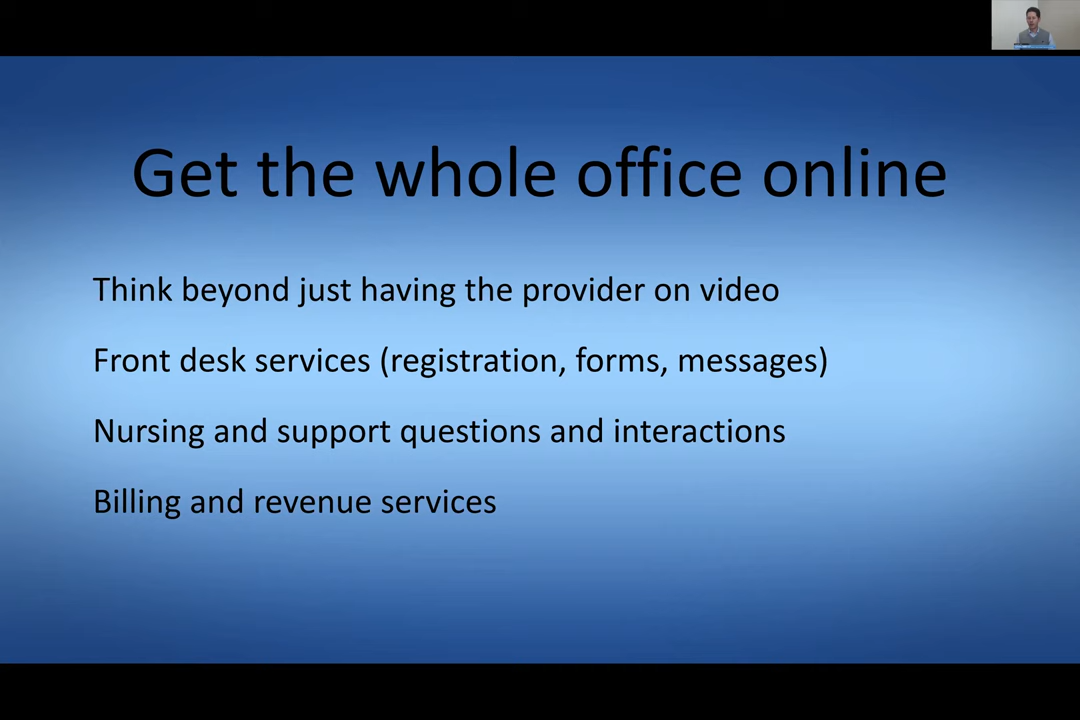 Get the whole office online
Think beyond just having the provider on video
Front desk services (registration, forms, messages)
Nursing and support questions and interactions
Billing and revenue services